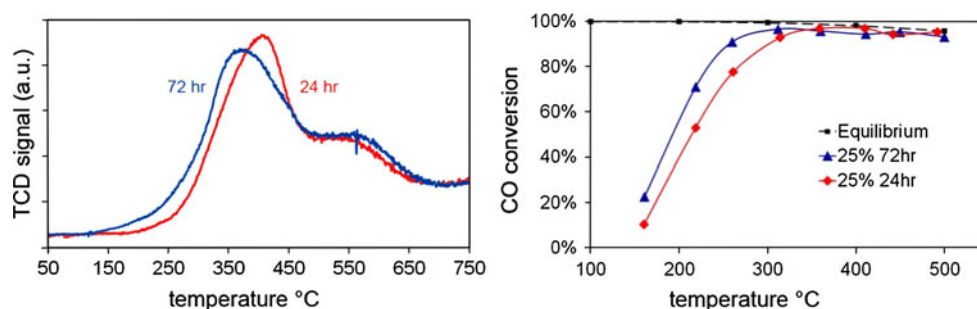 TCD signal (a.u.)
72 hr
24 hr
50 150 250 350 450 550 650 750
temperature °C
CO conversion
100%
80%
60%
40%
20%
0%
Equilibrium
25% 72hr
25% 24hr
100 200 300 400 500
temperature °C